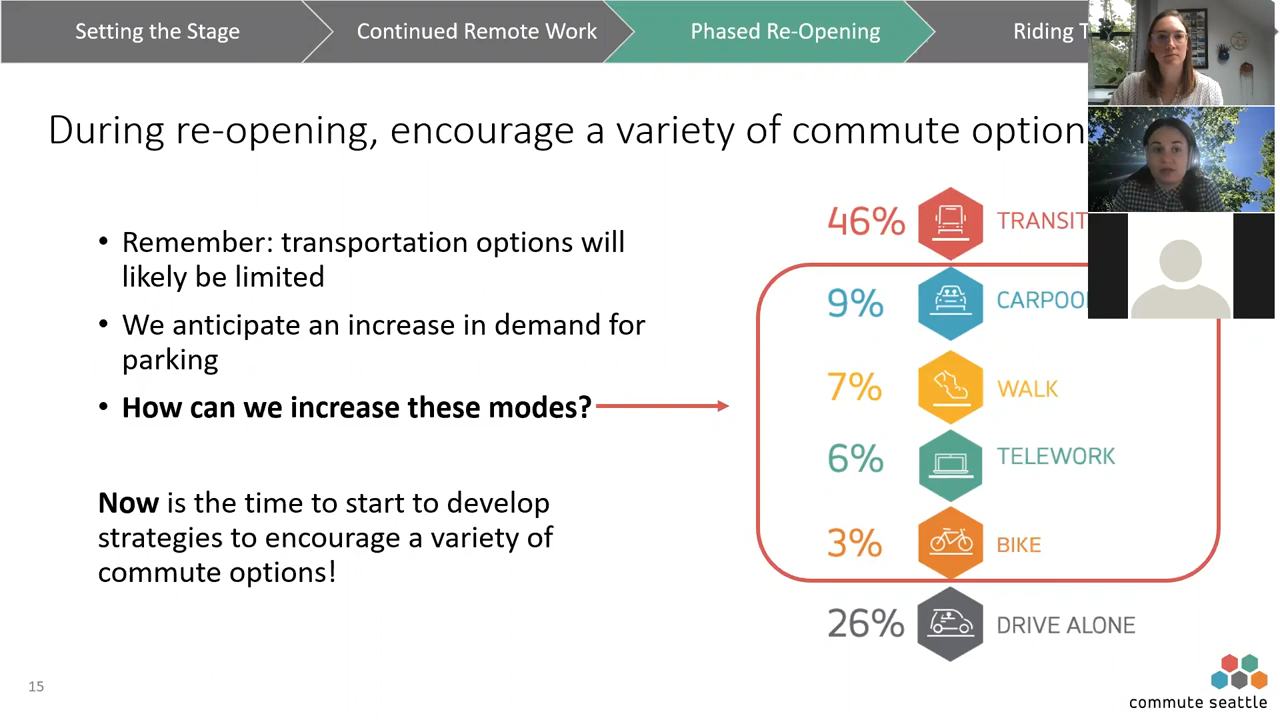 Setting the Stage
Continued Remote Work
Phased Re-Opening
Riding
During re-opening, encourage a variety of commute option
• Remember: transportation options will
likely be limited
• We anticipate an increase in demand for
parking
• How can we increase these modes?
Now is the time to start to develop
strategies to encourage a variety of
commute options!
46% TRANSIT
9% CARPOO
7% WALK
6% TELEWORK
3% BIKE
26% DRIVE ALONE
15
commute seattle